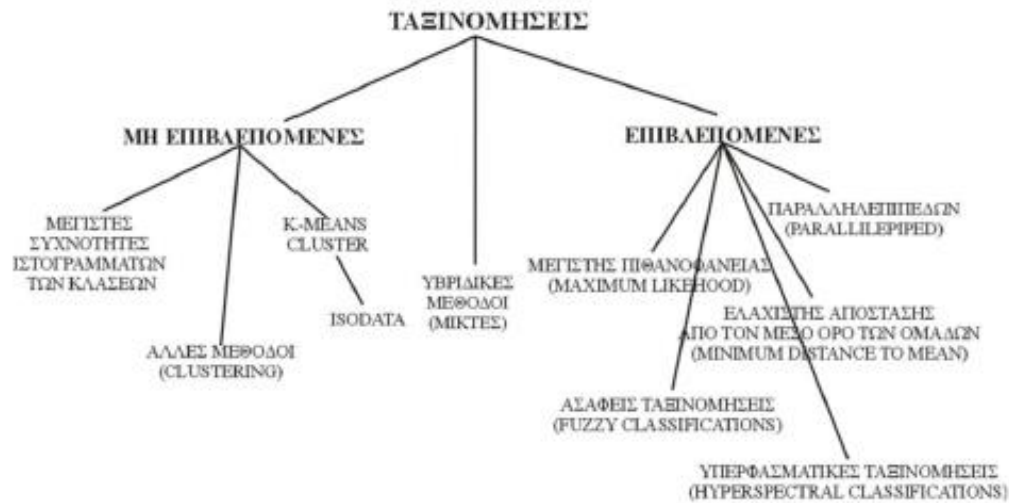 ΤΑΞΙΝΟΜΗΣΕΙΣ
ΜΗ ΕΠΙΒΛΕΠΟΜΕΝΕΣ
ΕΠΙΒΛΕΠΟΜΕΝΕΣ
ΜΕΓΙΣΤΕΣ
ΣΥΧΝΟΤΗΤΕΣ
ΙΣΤΟΓΡΑΜΜΑΤΩΝ
ΤΩΝ ΚΛΑΣΕΩΝ
K-MEANS
CLUSTER
ISODATA
ΑΛΛΕΣ ΜΕΘΟΔΟΙ
(CLUSTERING)
ΥΒΡΙΔΙΚΕΣ
ΜΕΘΟΔΟΙ
(ΜΙΚΤΕΣ)
ΠΑΡΑΛΛΗΛΕΠΙΠΕΔΩΝ
(PARALLILEPIPED)
ΜΕΓΙΣΤΗΣ ΠΙΘΑΝΟΦΑΝΕΙΑΣ
(MAXIMUM LIKEHOOD)
ΕΛΑΧΙΣΤΗΣ ΑΠΟΣΤΑΣΗΣ
ΑΠΟ ΤΟΝ ΜΕΣΟ ΟΡΟ ΤΩΝ ΟΜΑΔΩΝ
(MINIMUM DISTANCE TO MEAN)
ΑΣΑΦΕΙΣ ΤΑΞΙΝΟΜΗΣΕΙΣ
(FUZZY CLASSIFICATIONS)
ΥΠΕΡΦΑΣΜΑΤΙΚΕΣ ΤΑΞΙΝΟΜΗΣΕΙΣ
(HYPERSPECTRAL CLASSIFICATIONS)